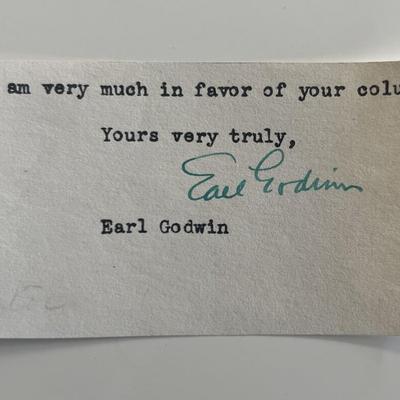 am very much in favor of your colu
Yours very truly,
Earl Godwin
Earl Godwin